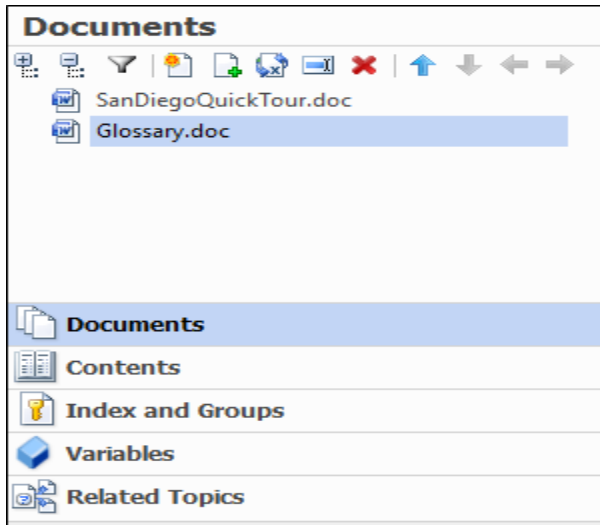 Documents
SanDiegoQuickTour.doc
Glossary.doc
Documents
Contents
Index and Groups
Variables
Related Topics